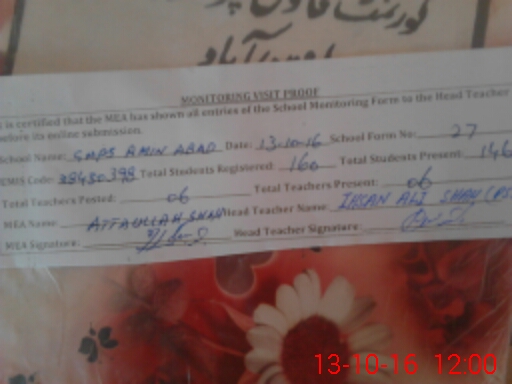 گورنمنٹ
MONITORING VISIT PROOF
is certified that the MEA has shown all entries of the School Monitoring Form to the Head Teacher
before its online submission.
School Name: GMPS AMIN ABAD Date: 13-10-16 School Form No: 27
EMIS Code: 38430398 Total Students Registered: 160 Total Students Present: 146
Total Teachers Posted: 06 Total Teachers Present: 06
MEA Name: ATTAULLAH SHAH Head Teacher Name: IHSAN ALI SHAH
MEA Signature: Head Teacher Signature:
13-10-16 12:00